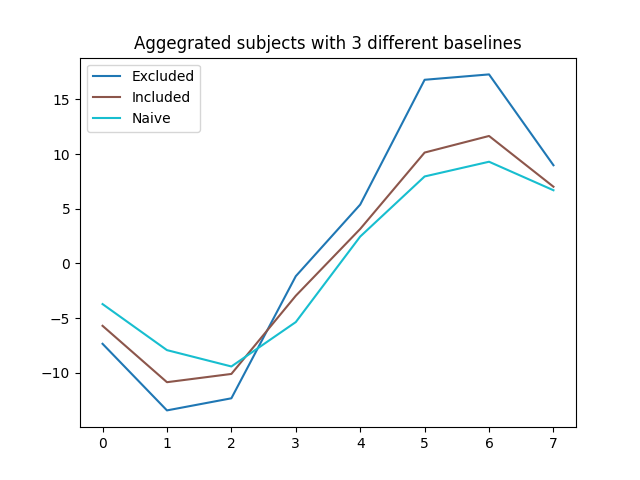 Aggegrated subjects with 3 different baselines
Excluded
Included
Naive
15
10
5
0
−5
−10
0 1 2 3 4 5 6 7